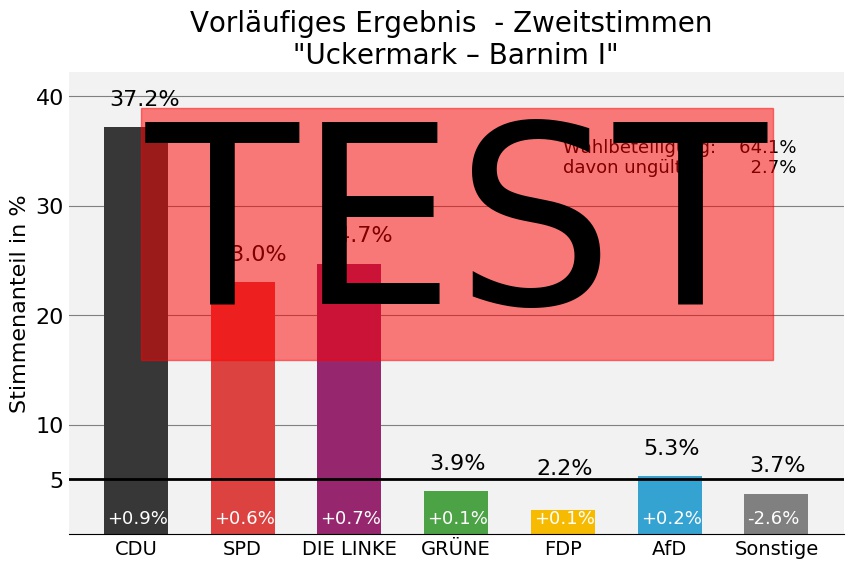 Vorläufiges Ergebnis - Zweitstimmen
"Uckermark – Barnim I"
TEST
Wahlbeteiligung: 64.1%
davon 2.7%
Stimmenanteil in %
40
30
20
10
5
37.2%
3.9%
2.2%
5.3%
3.7%
+0.9%
+0.6%
+0.7%
+0.1%
+0.1%
+0.2%
-2.6%
CDU
SPD
DIE LINKE
GRÜNE
FDP
AfD
Sonstige